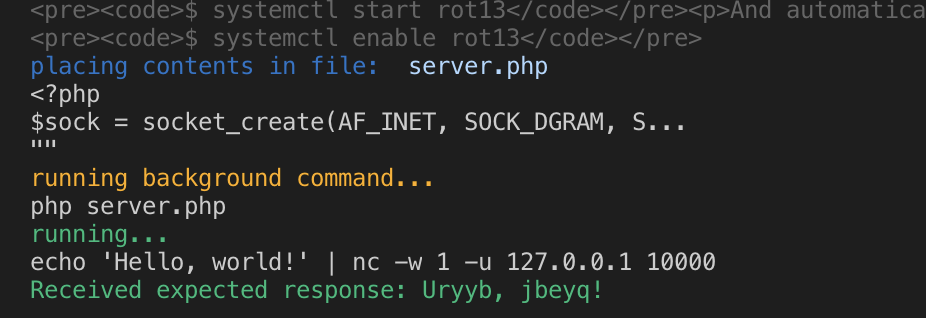 <pre><code>$ systemctl start rot13</code></pre><p>And automatica
<pre><code>$ systemctl enable rot13</code></pre>
placing contents in file:  server.php
<?php
$sock = socket_create(AF_INET, SOCK_DGRAM, S...
""
running background command...
php server.php
running...
echo 'Hello, world!' | nc -w 1 -u 127.0.0.1 10000
Received expected response: Uryyb, jbeyq!